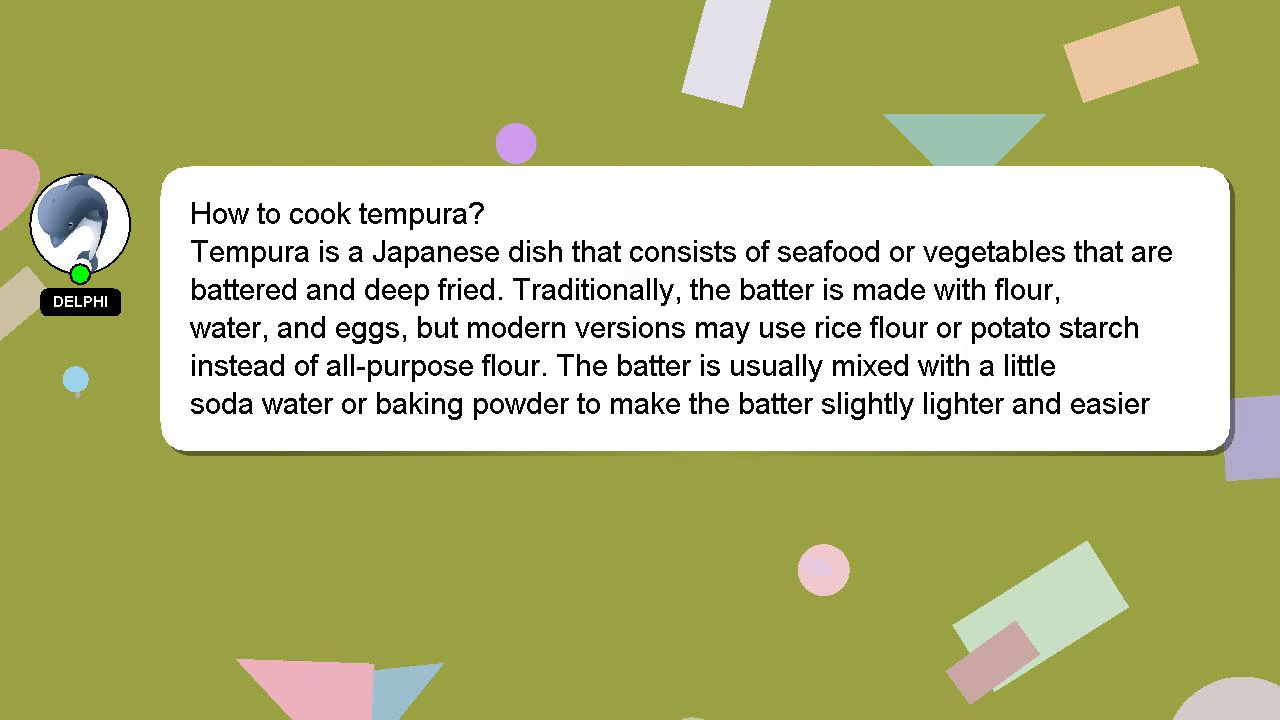 How to cook tempura?
Tempura is a Japanese dish that consists of seafood or vegetables that are
battered and deep fried. Traditionally, the batter is made with flour,
water, and eggs, but modern versions may use rice flour or potato starch
instead of all-purpose flour. The batter is usually mixed with a little
soda water or baking powder to make the batter slightly lighter and easier
DELPHI